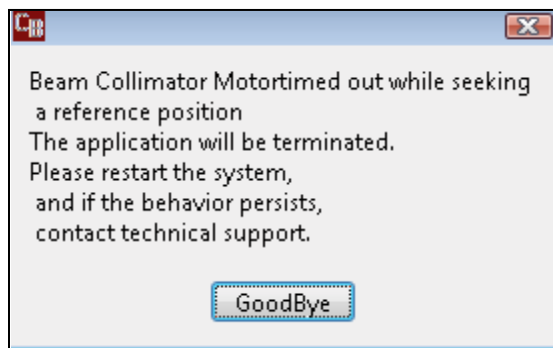 Beam Collimator Motortimed out while seeking
a reference position
The application will be terminated.
Please restart the system,
and if the behavior persists,
contact technical support.
GoodBye